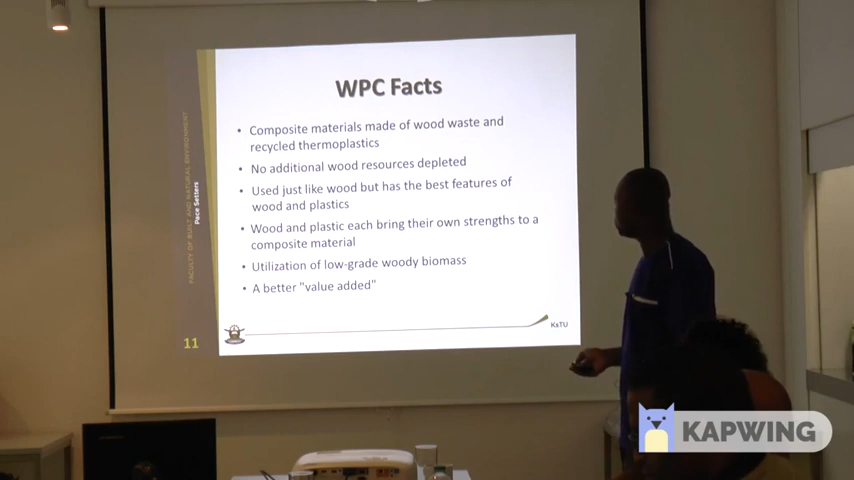 WPC Facts
• Composite materials made of wood waste and
recycled thermoplastics
• No additional wood resources depleted
• Used just like wood but has the best features of
wood and plastics
• Wood and plastic each bring their own strengths to a
composite material
• Utilization of low-grade woody biomass
• A better "value added"
FACULTY OF BUILT AND NATURAL ENVIRONMENT
Pace Setters
11
KsTU
KAPWING